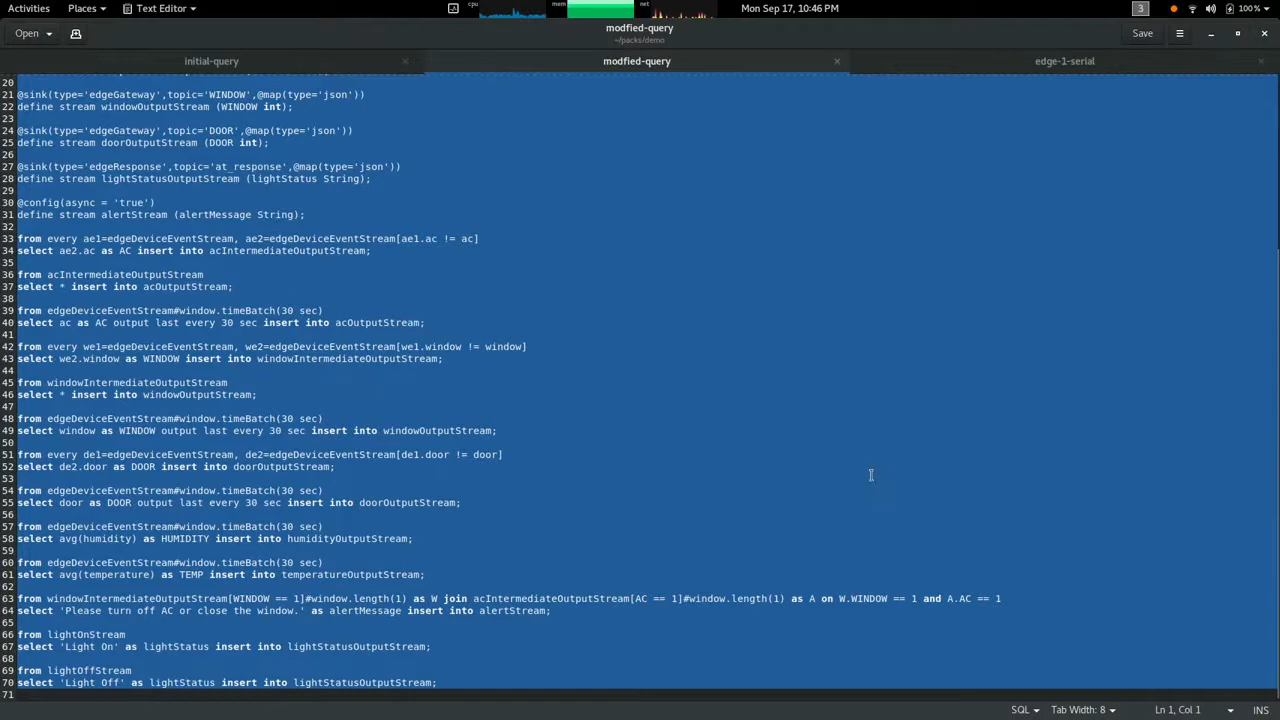 Activities Places Text Editor cpu mem net Mon Sep 17, 10:46 PM 3 100%
Open modfied-query Save
~/packs/demo
initial-query modfied-query edge-1-serial
20
21 @sink(type='edgeGateway',topic='WINDOW',@map(type='json'))
22 define stream windowOutputStream (WINDOW int);
23
24 @sink(type='edgeGateway',topic='DOOR',@map(type='json'))
25 define stream doorOutputStream (DOOR int);
26
27 @sink(type='edgeResponse',topic='at_response',@map(type='json'))
28 define stream lightStatusOutputStream (lightStatus String);
29
30 @config(async = 'true')
31 define stream alertStream (alertMessage String);
32
33 from every ae1=edgeDeviceEventStream, ae2=edgeDeviceEventStream[ae1.ac != ac]
34 select ae2.ac as AC insert into acIntermediateOutputStream;
35
36 from acIntermediateOutputStream
37 select * insert into acOutputStream;
38
39 from edgeDeviceEventStream#window.timeBatch(30 sec)
40 select ac as AC output last every 30 sec insert into acOutputStream;
41
42 from every we1=edgeDeviceEventStream, we2=edgeDeviceEventStream[we1.window != window]
43 select we2.window as WINDOW insert into windowIntermediateOutputStream;
44
45 from windowIntermediateOutputStream
46 select * insert into windowOutputStream;
47
48 from edgeDeviceEventStream#window.timeBatch(30 sec)
49 select window as WINDOW output last every 30 sec insert into windowOutputStream;
50
51 from every de1=edgeDeviceEventStream, de2=edgeDeviceEventStream[de1.door != door]
52 select de2.door as DOOR insert into doorOutputStream;
53
54 from edgeDeviceEventStream#window.timeBatch(30 sec)
55 select door as DOOR output last every 30 sec insert into doorOutputStream;
56
57 from edgeDeviceEventStream#window.timeBatch(30 sec)
58 select avg(humidity) as HUMIDITY insert into humidityOutputStream;
59
60 from edgeDeviceEventStream#window.timeBatch(30 sec)
61 select avg(temperature) as TEMP insert into temperatureOutputStream;
62
63 from windowIntermediateOutputStream[WINDOW == 1]#window.length(1) as W join acIntermediateOutputStream[AC == 1]#window.length(1) as A on W.WINDOW == 1 and A.AC == 1
64 select 'Please turn off AC or close the window.' as alertMessage insert into alertStream;
65
66 from lightOnStream
67 select 'Light On' as lightStatus insert into lightStatusOutputStream;
68
69 from lightOffStream
70 select 'Light Off' as lightStatus insert into lightStatusOutputStream;
71
SQL Tab Width: 8 Ln 1, Col 1 INS